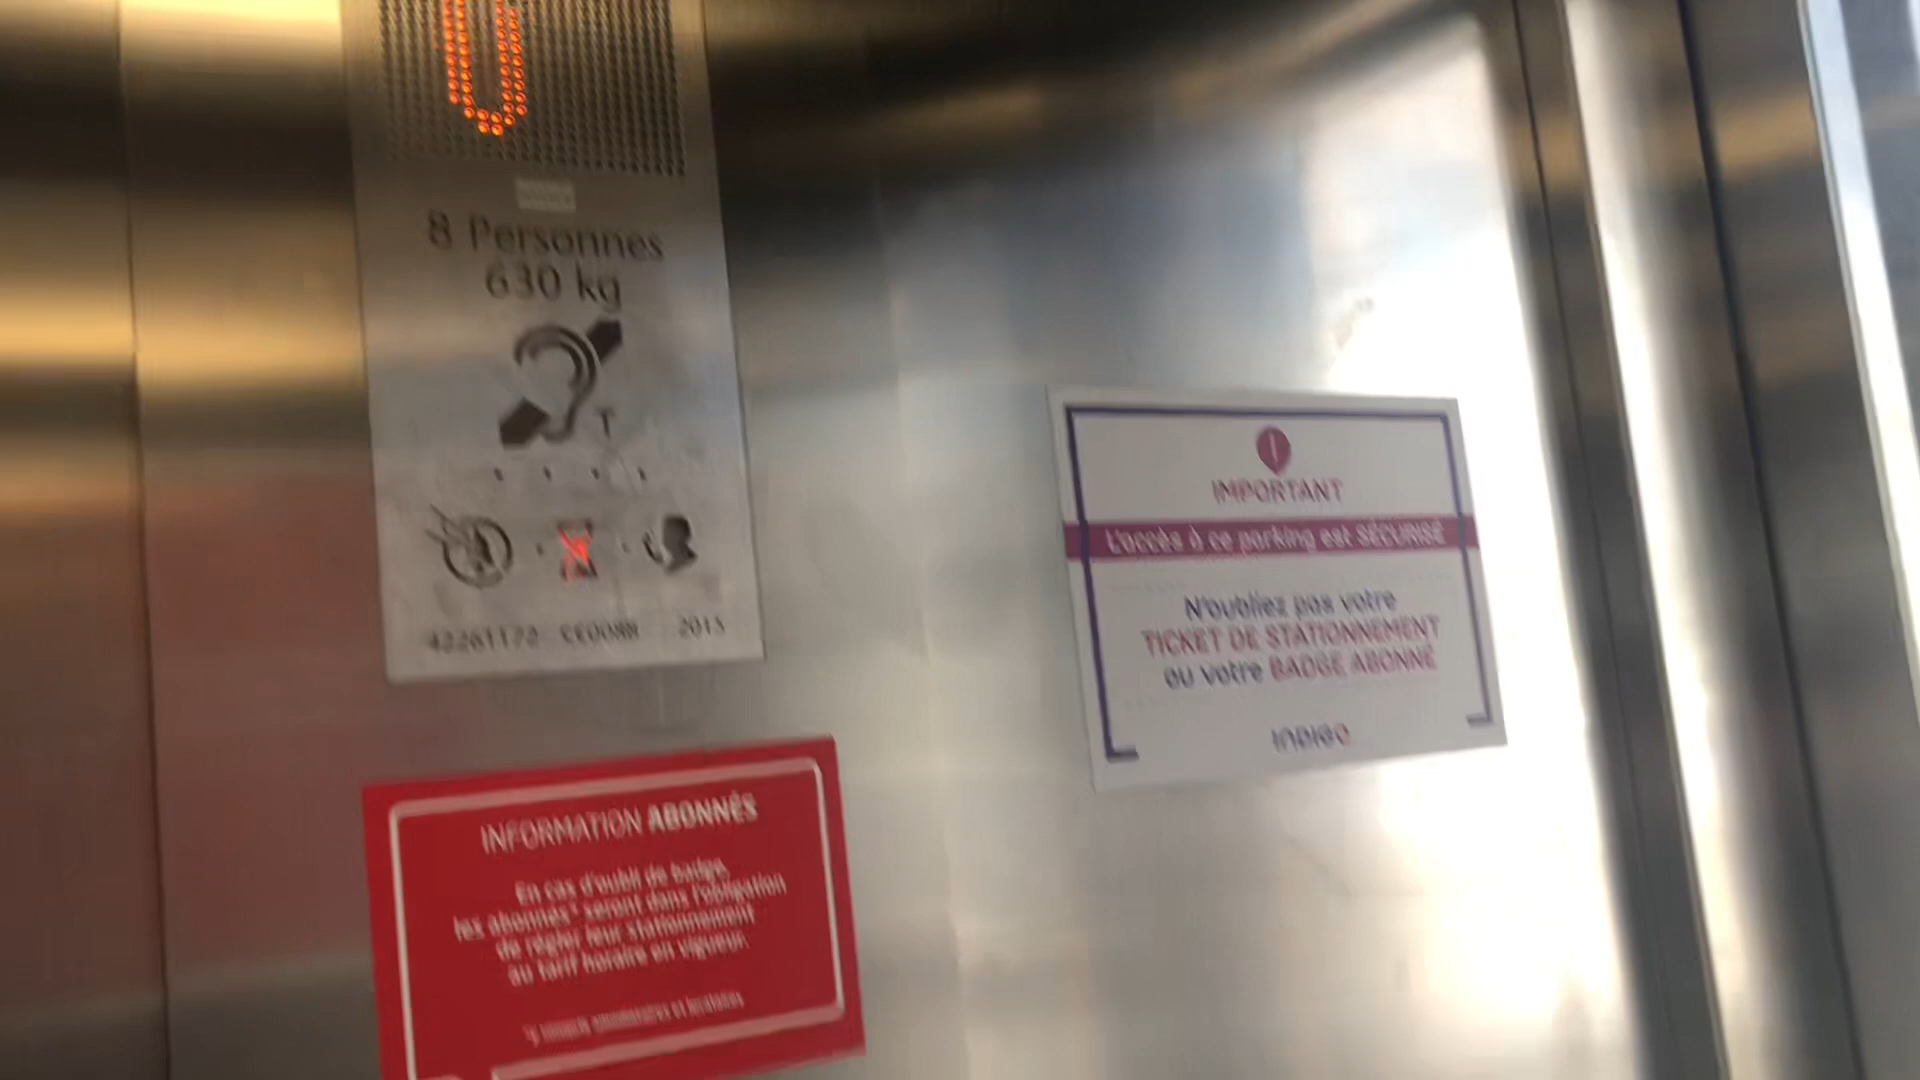 8 Personnes
630 kg
T
42261172 CE0088 2015
IMPORTANT
L'accès à ce parking est SÉCURISÉ
N'oubliez pas votre
TICKET DE STATIONNEMENT
ou votre BADGE ABONNÉ
INDIGO
INFORMATION ABONNÉS
En cas d'oubli de badge,
les abonnés* seront dans l'obligation
de régler leur stationnement
au tarif horaire en vigueur.